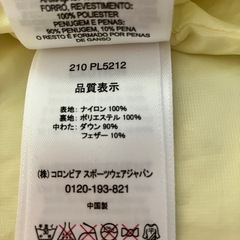 FORRO, REVESTIMENTO:
100% POLIESTER
PENUGEM E PENAS:
90% PENUGEM, 10% PENA
O RESTO É FORMADO POR PENAS
DE GANSO
210 PL5212
品質表示
表地: ナイロン 100%
裏地: ポリエステル 100%
中わた: ダウン 90%
フェザー 10%
(株) コロンビア スポーツウェアジャパン
0120-193-821
中国製